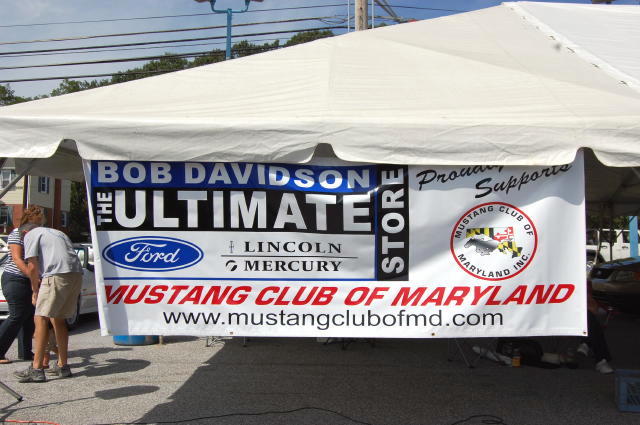 BOB DAVIDSON
THE
ULTIMATE
STORE
Ford
LINCOLN
MERCURY
Proudly
Supports
MUSTANG CLUB OF
MARYLAND INC.
MUSTANG CLUB OF MARYLAND
www.mustangclubofmd.com